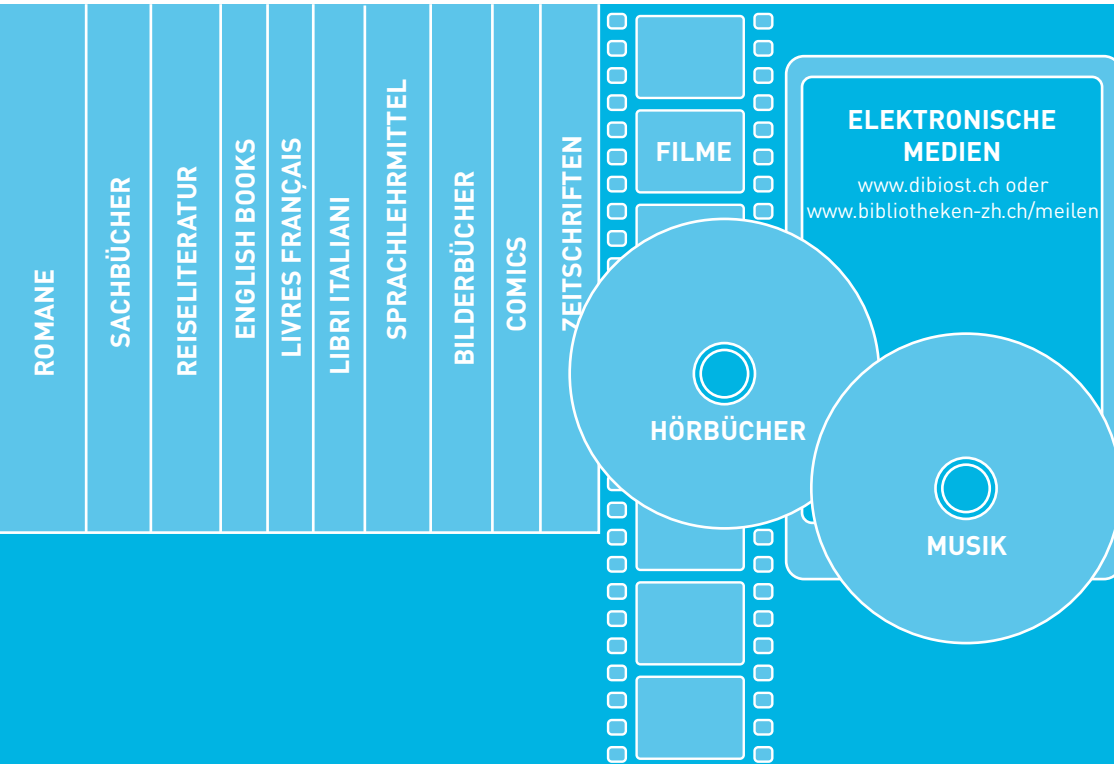 ROMANE
SACHBÜCHER
REISELITERATUR
ENGLISH BOOKS
LIVRES FRANÇAIS
LIBRI ITALIANI
SPRACHLEHRMITTEL
BILDERBÜCHER
COMICS
ZEITSCHRIFTEN
FILME
ELEKTRONISCHE
MEDIEN
www.dibiost.ch oder
www.bibliotheken-zh.ch/meilen
HÖRBÜCHER
MUSIK